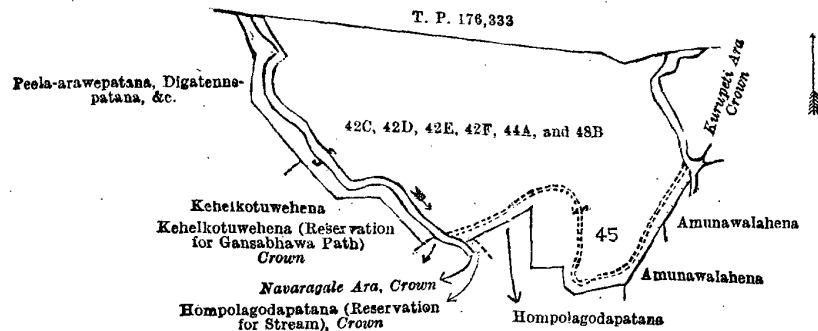 T. P. 176,333
Peela-arawepatana, Digatenne-
patana, &c.
Kurupeti Ara
Crown
42C, 42D, 42E, 42F, 44A, and 48B
Kehelkotuwehena
Kehelkotuwehena (Reservation
for Gansabhawa Path)
Crown
45
Amunawalahena
Amunawalahena
Navaragale Ara, Crown
Hompolagodapatana (Reservation
for Stream), Crown
Hompolagodapatana